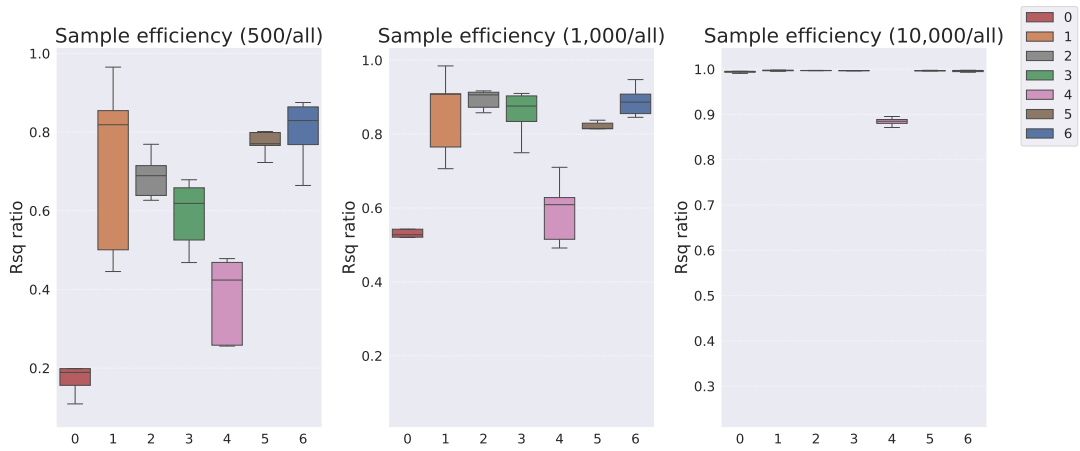 Sample efficiency (500/all)
Rsq ratio
1.0
0.8
0.6
0.4
0.2
0 1 2 3 4 5 6
Sample efficiency (1,000/all)
Rsq ratio
1.0
0.8
0.6
0.4
0.2
0 1 2 3 4 5 6
Sample efficiency (10,000/all)
Rsq ratio
1.0
0.9
0.8
0.7
0.6
0.5
0.4
0.3
0 1 2 3 4 5 6
0
1
2
3
4
5
6